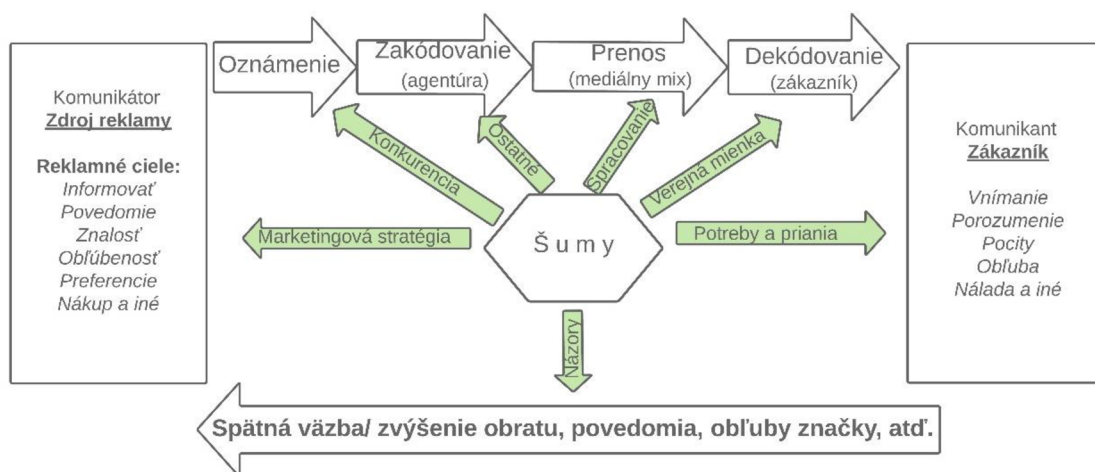 Oznámenie
Zakódovanie
(agentúra)
Prenos
(mediálny mix)
Dekódovanie
(zákazník)
Komunikátor
Zdroj reklamy
Reklamné ciele:
Informovať
Povedomie
Znalosť
Obľúbenosť
Preferencie
Nákup a iné
Konkurencia
Ostatné
Spracovanie
Verejná mienka
Marketingová stratégia
Š u m y
Potreby a priania
Názory
Komunikant
Zákazník
Vnímanie
Porozumenie
Pocity
Obľuba
Nálada a iné
Spätná väzba/ zvýšenie obratu, povedomia, obľuby značky, atď.